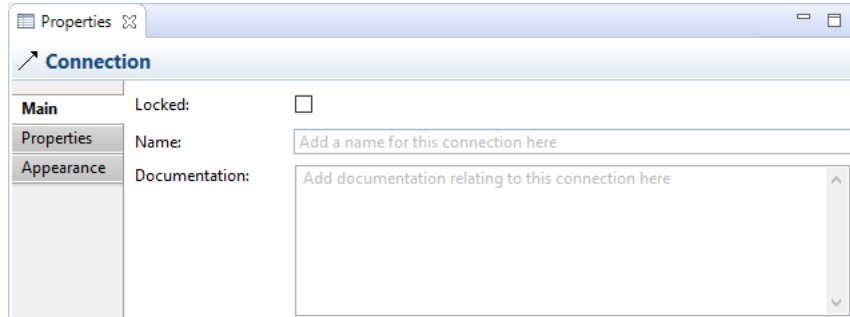 Properties
Connection
Main
Properties
Appearance
Locked:
Name:
Add a name for this connection here
Documentation:
Add documentation relating to this connection here